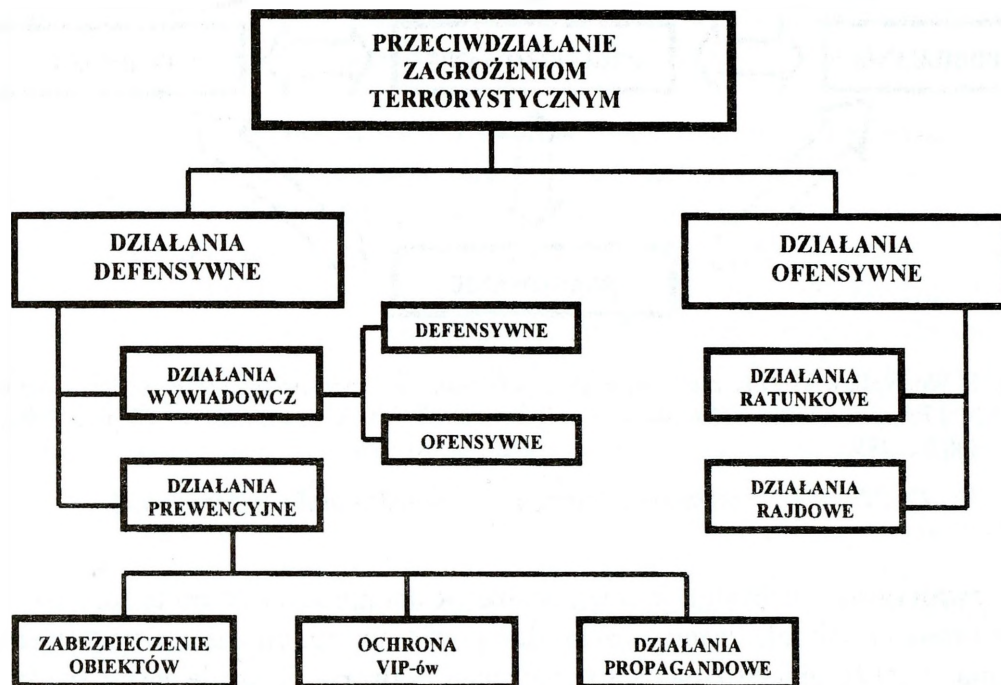 PRZECIWDZIAŁANIE
ZAGROŻENIOM
TERRORYSTYCZNYM
DZIAŁANIA
DEFENSYWNE
DZIAŁANIA
OFENSYWNE
DEFENSYWNE
DZIAŁANIA
WYWIADOWCZ
DZIAŁANIA
RATUNKOWE
OFENSYWNE
DZIAŁANIA
PREWENCYJNE
DZIAŁANIA
RAJDOWE
ZABEZPIECZENIE
OBIEKTÓW
OCHRONA
VIP-ów
DZIAŁANIA
PROPAGANDOWE